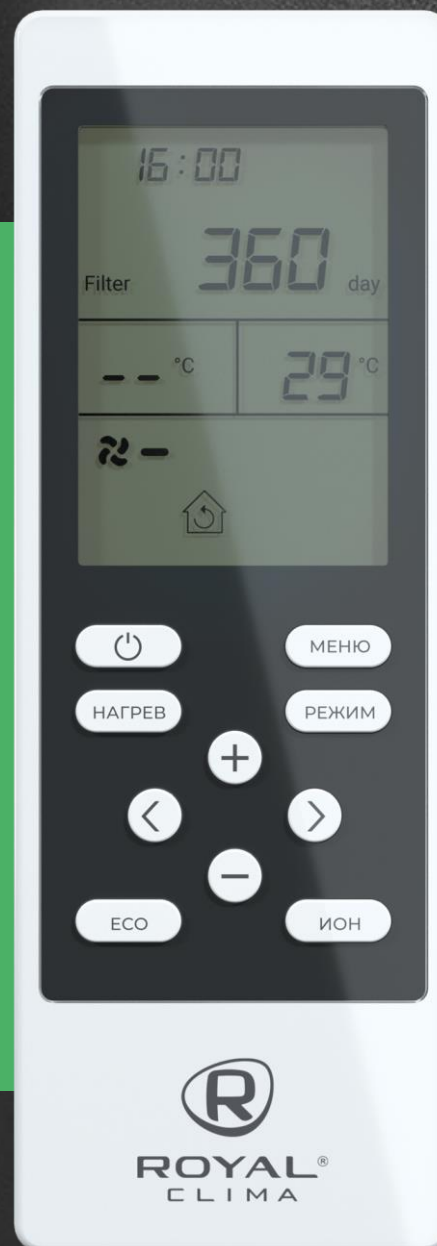 16:00
Filter 360 day
-- °C 29 °C
МЕНЮ
НАГРЕВ РЕЖИМ
ECO ИОН
R
ROYAL®
CLIMA